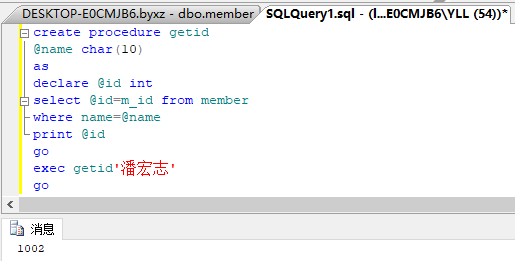 DESKTOP-E0CMJB6.byxz - dbo.member
SQLQuery1.sql - (l...E0CMJB6\YLL (54))*
create procedure getid
@name char(10)
as
declare @id int
select @id=m_id from member
where name=@name
print @id
go
exec getid'潘宏志'
go
消息
1002